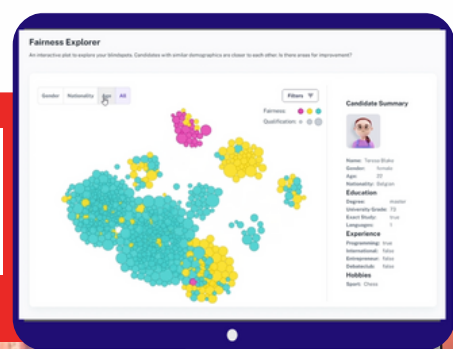 Fairness Explorer
An interactive plot to explore your blindspots. Candidates with similar demographics are closer to each other. Is there areas for improvement?
Gender Nationality Age All
Filters
Fairness
Qualification
Candidate Summary
Name: Teresa Blake
Gender: female
Age: 22
Nationality: Belgian
Education
Degree: master
University Grade: 73
Exact Study: true
Languages: 1
Experience
Programming: true
International: false
Entrepreneur: false
Debateclub: false
Hobbies
Sport: Chess